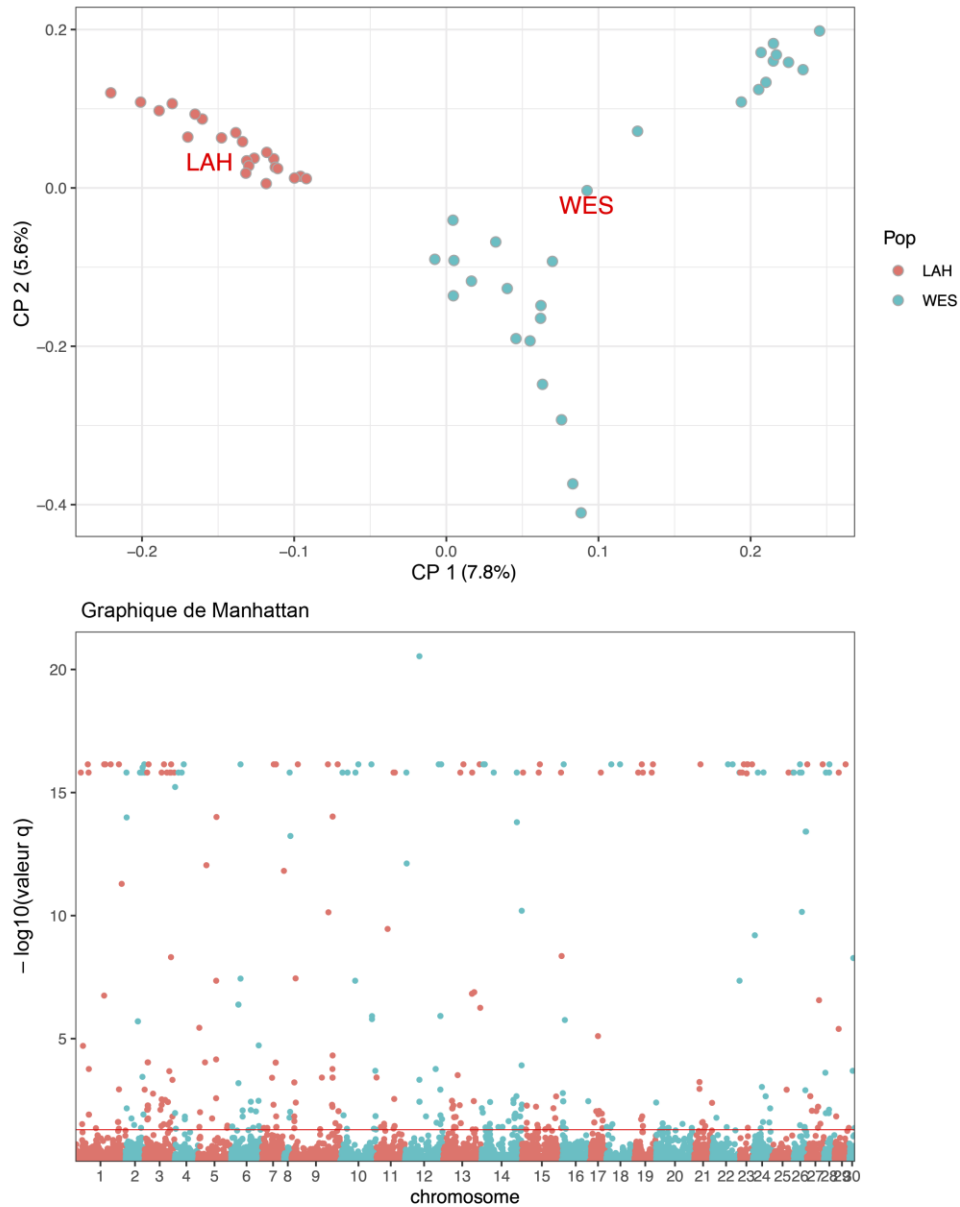 0.2
0.0
−0.2
−0.4
CP 2 (5.6%)
LAH
WES
Pop
LAH
WES
−0.2 −0.1 0.0 0.1 0.2
CP 1 (7.8%)
Graphique de Manhattan
20
15
10
5
− log10(valeur q)
1 2 3 4 5 6 7 8 9 10 11 12 13 14 15 16 17 18 19 20 21 22 23 24 25 26 27 28 29 30
chromosome